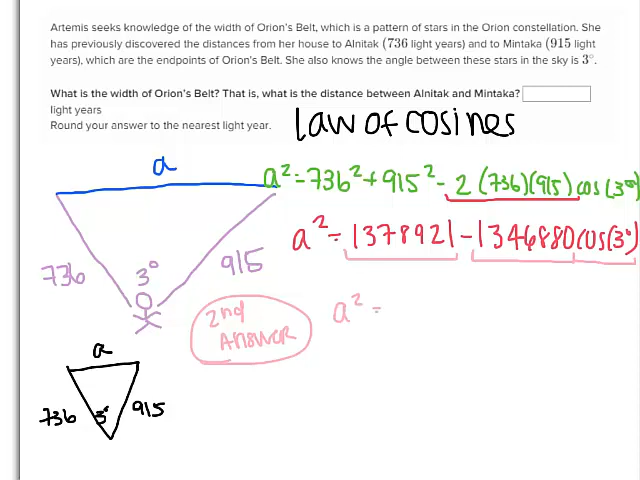 Artemis seeks knowledge of the width of Orion's Belt, which is a pattern of stars in the Orion constellation. She
has previously discovered the distances from her house to Alnitak (736 light years) and to Mintaka (915 light
years), which are the endpoints of Orion's Belt. She also knows the angle between these stars in the sky is 3°.
What is the width of Orion's Belt? That is, what is the distance between Alnitak and Mintaka?
light years
Round your answer to the nearest light year.
law of cosines
a
a² = 736² + 915² - 2 (736)(915) cos(3°)
a² = 1378921 - 1346880 cos(3°)
736
3°
915
2nd
Answer
a² =
a
736
3°
915